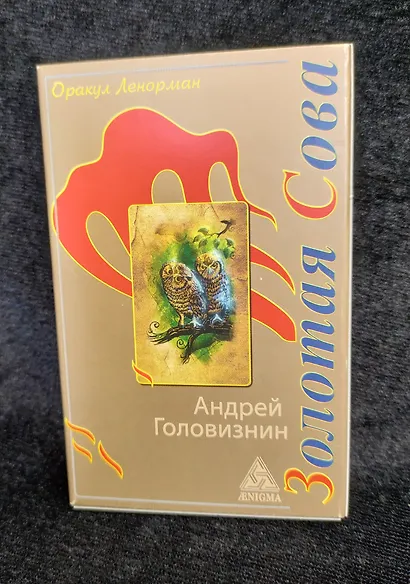 Оракул Ленорман
Золотая Сова
Андрей
Головизнин
ÆNIGMA